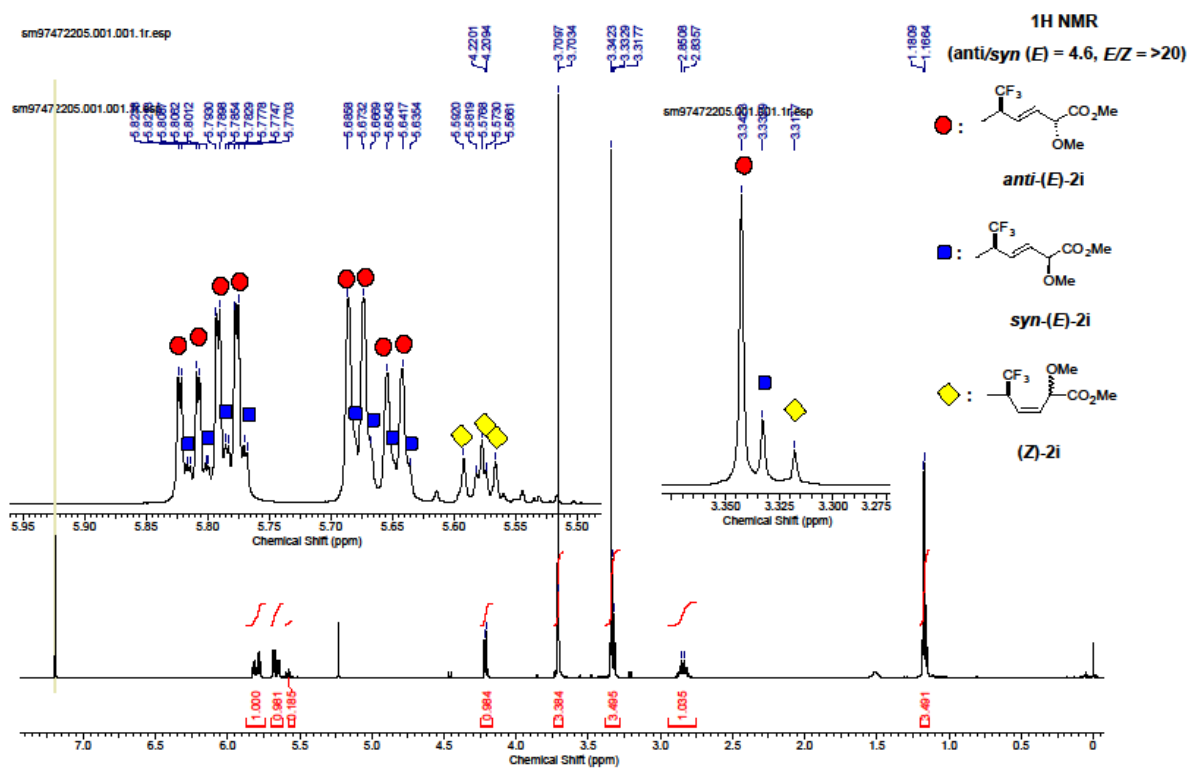 1H NMR
(anti/syn (E) = 4.6, E/Z = >20)
sm97472205.001.001.1r.esp
4.2201
4.2094
3.7097
3.7034
3.3423
3.3329
3.3177
2.8508
2.8357
1.1809
1.1664
5.8062
5.8012
5.7930
5.7898
5.7854
5.7829
5.7778
5.7747
5.7703
5.6858
5.6732
5.6669
5.6543
5.6417
5.6354
5.5920
5.5819
5.5768
5.5730
5.5661
CF3
CO2Me
OMe
anti-(E)-2i
CF3
CO2Me
OMe
syn-(E)-2i
CF3
OMe
CO2Me
(Z)-2i
5.95 5.90 5.85 5.80 5.75 5.70 5.65 5.60 5.55 5.50
Chemical Shift (ppm)
3.350 3.325 3.300 3.275
Chemical Shift (ppm)
1.000
0.981
0.185
0.984
3.384
3.495
1.035
3.491
7.0 6.5 6.0 5.5 5.0 4.5 4.0 3.5 3.0 2.5 2.0 1.5 1.0 0.5 0
Chemical Shift (ppm)